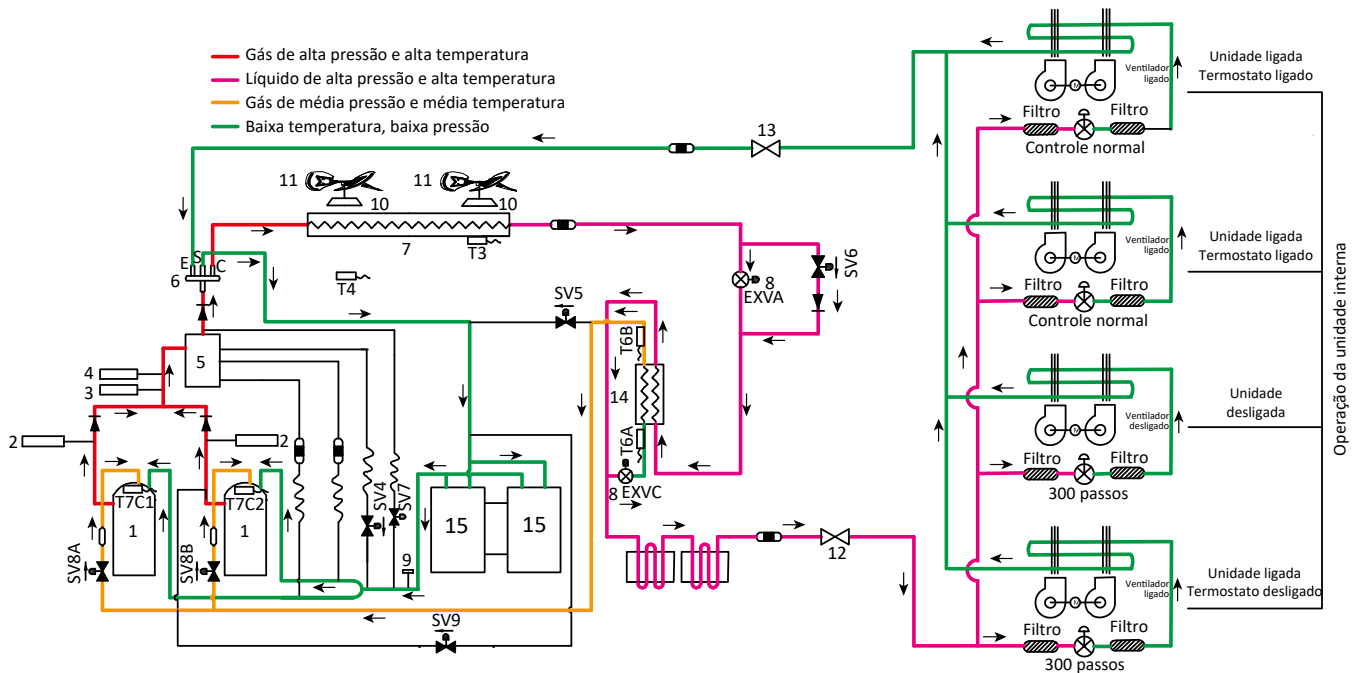 Gás de alta pressão e alta temperatura
Líquido de alta pressão e alta temperatura
Gás de média pressão e média temperatura
Baixa temperatura, baixa pressão
13
11
11
10
10
7
T3
T4
E
S
C
6
5
4
3
2
2
T7C1
T7C2
1
1
SV8A
SV8B
SV4
SV7
9
SV9
15
15
SV5
T6B
14
T6A
8
EXVC
8
EXVA
SV6
12
Ventilador
ligado
M
Filtro
Filtro
Controle normal
Unidade ligada
Termostato ligado
M
Filtro
Filtro
Controle normal
Unidade ligada
Termostato ligado
Ventilador
desligado
M
Filtro
Filtro
300 passos
Unidade
desligada
Ventilador
ligado
M
Filtro
Filtro
300 passos
Unidade ligada
Termostato desligado
Operação da unidade interna